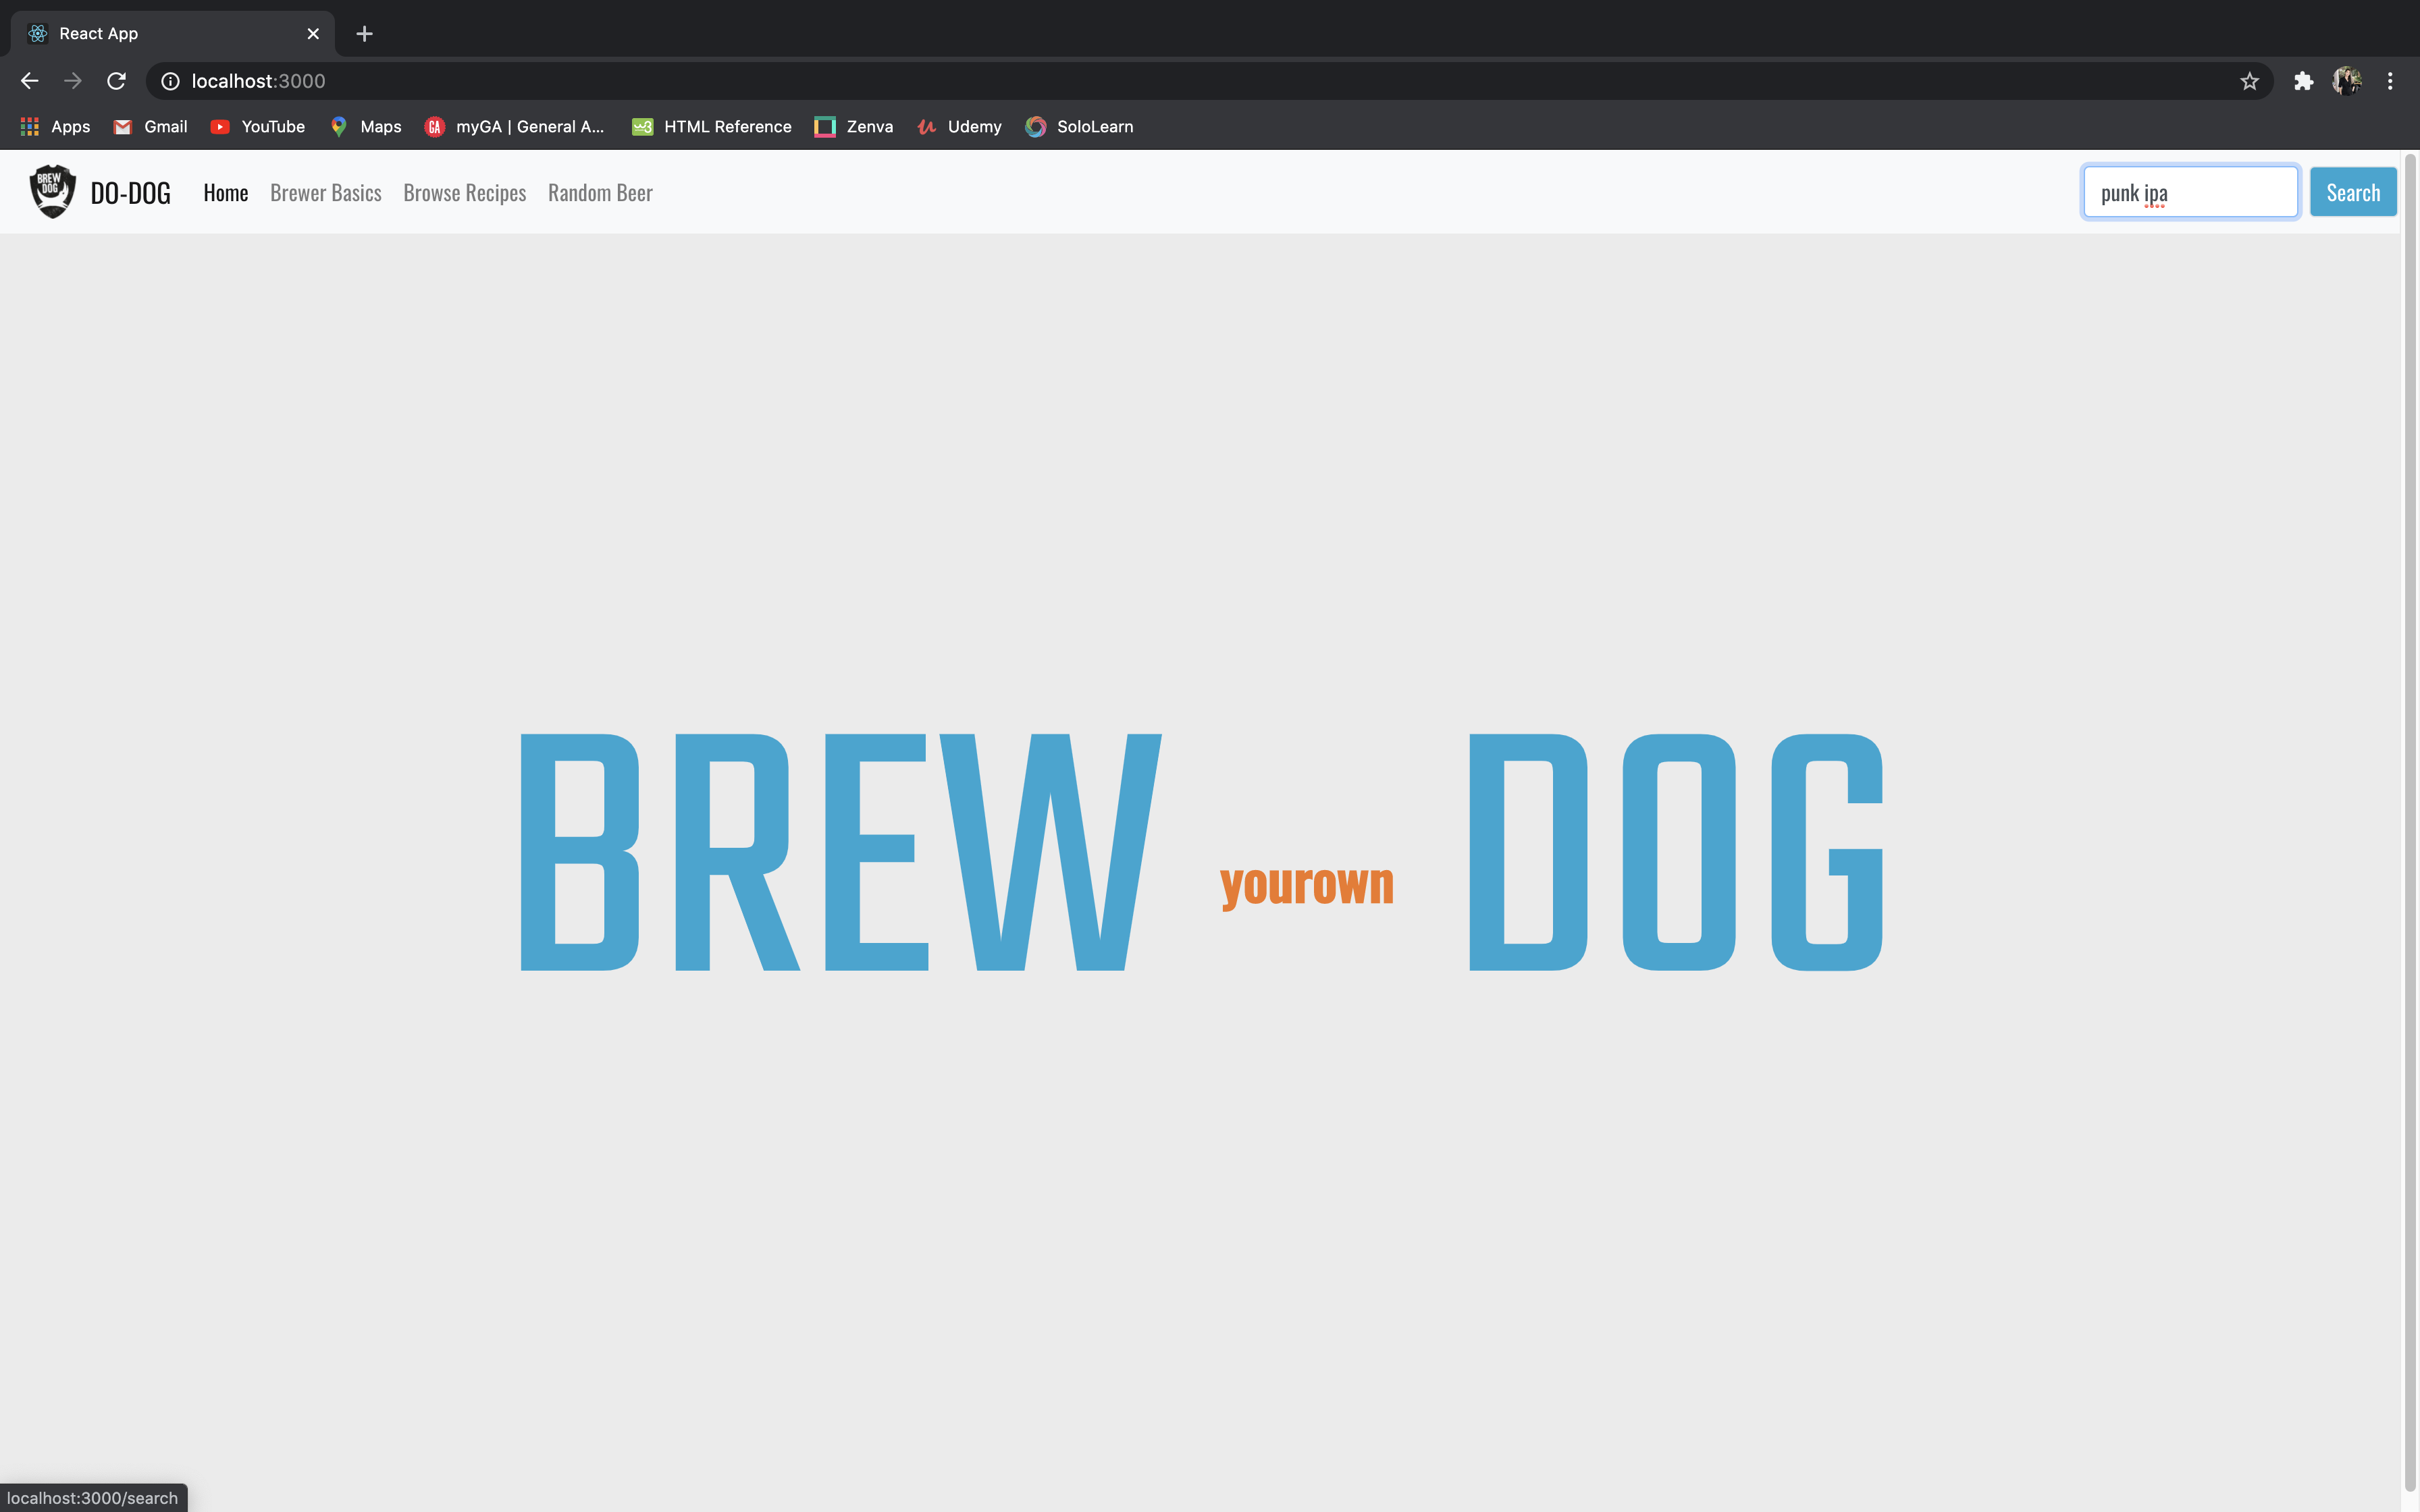 React App
localhost:3000
Apps Gmail YouTube Maps myGA | General A... HTML Reference Zenva Udemy SoloLearn
BREW DOG DO-DOG Home Brewer Basics Browse Recipes Random Beer punk ipa Search
BREW yourown DOG
localhost:3000/search